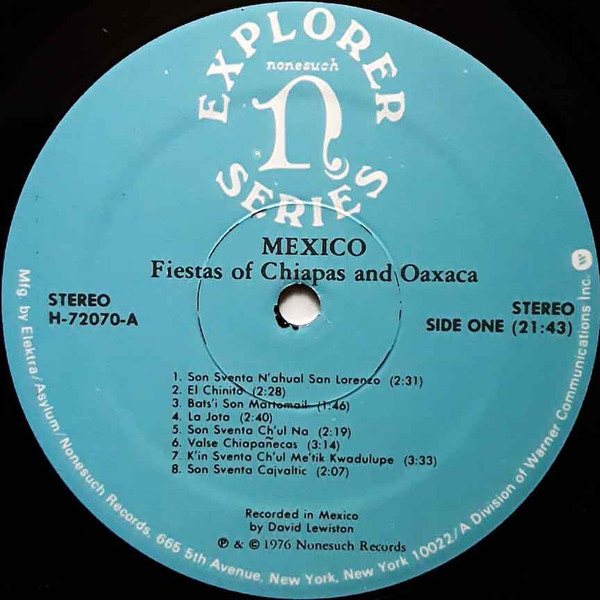 EXPLORER
nonesuch
n
SERIES
MEXICO
Fiestas of Chiapas and Oaxaca
STEREO
H-72070-A
STEREO
SIDE ONE (21:43)
1. Son Sventa N'ahual San Lorenzo (2:31)
2. El Chinito (2:28)
3. Bats'i Son Martomail (1:46)
4. La Jota (2:40)
5. Son Sventa Ch'ul Na (2:19)
6. Valse Chiapañecas (3:14)
7. K'in Sventa Ch'ul Me'tik Kwadulupe (3:33)
8. Son Sventa Cajvaltic (2:07)
Recorded in Mexico
by David Lewiston
℗ & © 1976 Nonesuch Records
Mfg. by Elektra/Asylum/Nonesuch Records, 665 5th Avenue, New York, New York 10022/A Division of Warner Communications Inc.